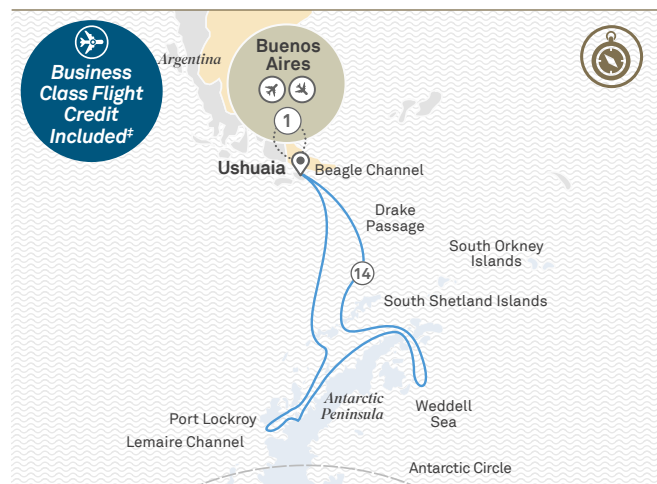 Business
Class Flight
Credit
Included‡
Argentina
Buenos
Aires
1
Ushuaia
Beagle Channel
Drake
Passage
South Orkney
Islands
14
South Shetland Islands
Antarctic
Peninsula
Weddell
Sea
Port Lockroy
Lemaire Channel
Antarctic Circle